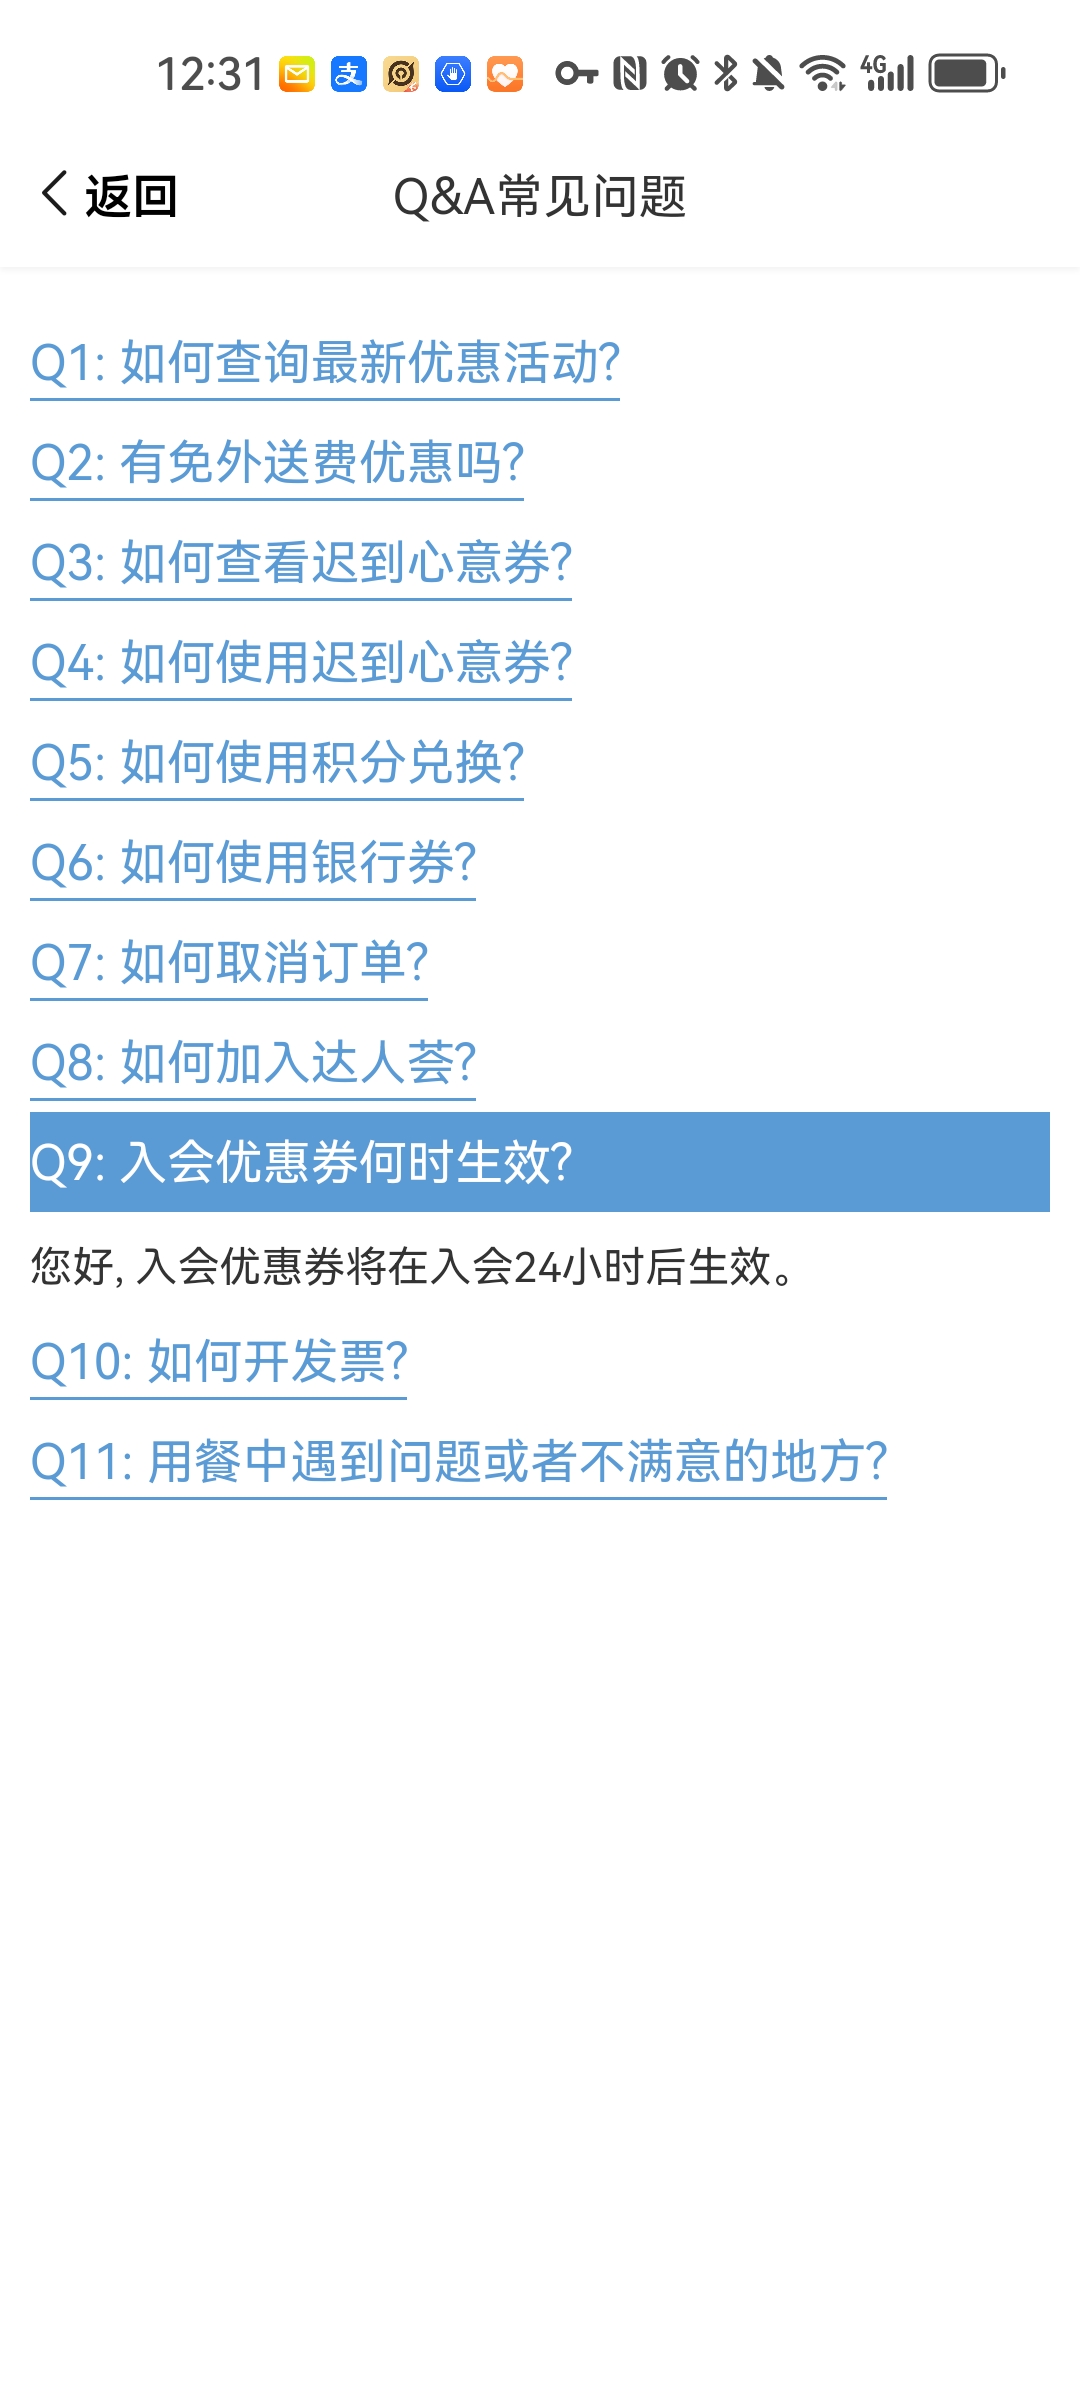 12:31
支
4G
返回
Q&A常见问题
Q1: 如何查询最新优惠活动?
Q2: 有免外送费优惠吗?
Q3: 如何查看迟到心意券?
Q4: 如何使用迟到心意券?
Q5: 如何使用积分兑换?
Q6: 如何使用银行券?
Q7: 如何取消订单?
Q8: 如何加入达人荟?
Q9: 入会优惠券何时生效?
您好, 入会优惠券将在入会24小时后生效。
Q10: 如何开发票?
Q11: 用餐中遇到问题或者不满意的地方?